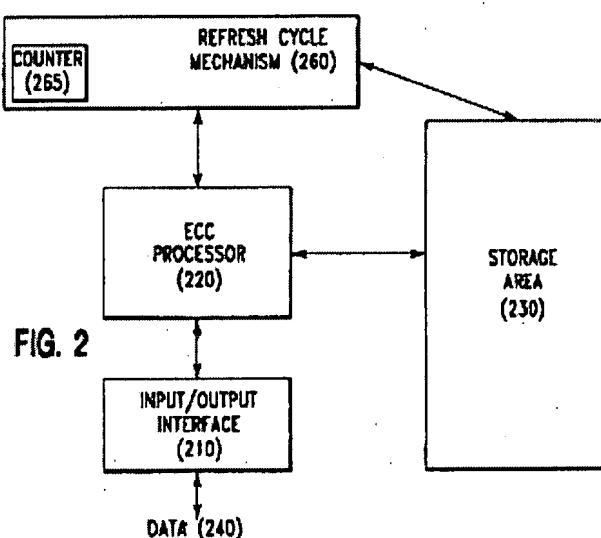 REFRESH CYCLE
MECHANISM (260)
COUNTER
(265)
ECC
PROCESSOR
(220)
STORAGE
AREA
(230)
FIG. 2
INPUT/OUTPUT
INTERFACE
(210)
DATA (240)